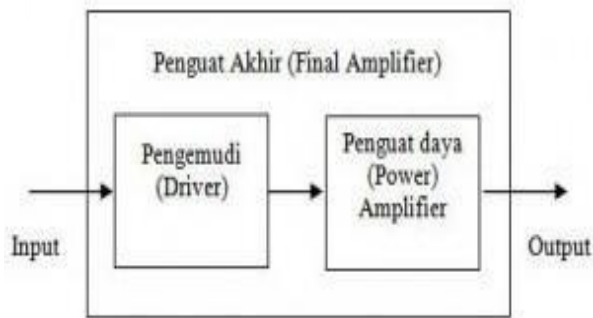 Penguat Akhir (Final Amplifier)
Pengemudi
(Driver)
Penguat daya
(Power)
Amplifier
Input
Output